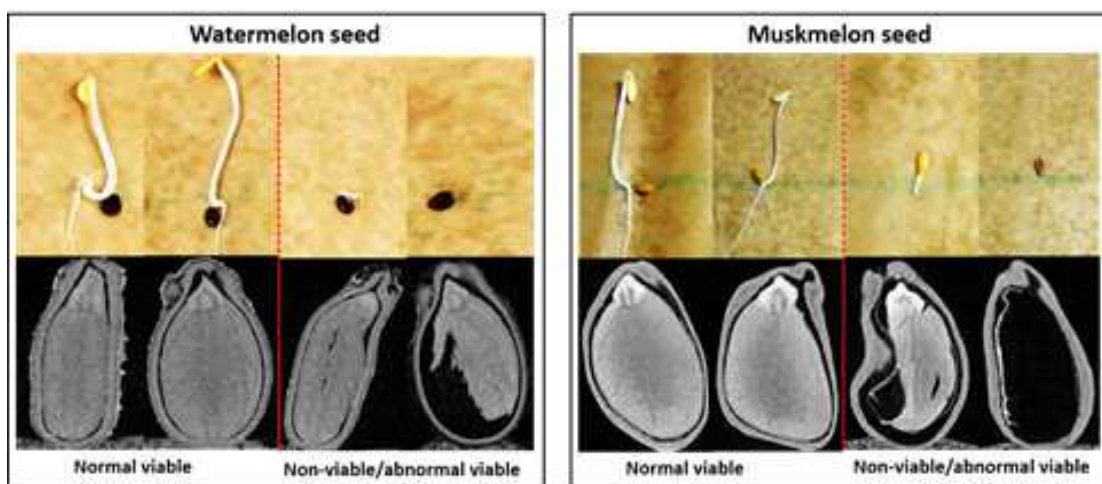 Watermelon seed
Normal viable
Non-viable/abnormal viable
Muskmelon seed
Normal viable
Non-viable/abnormal viable